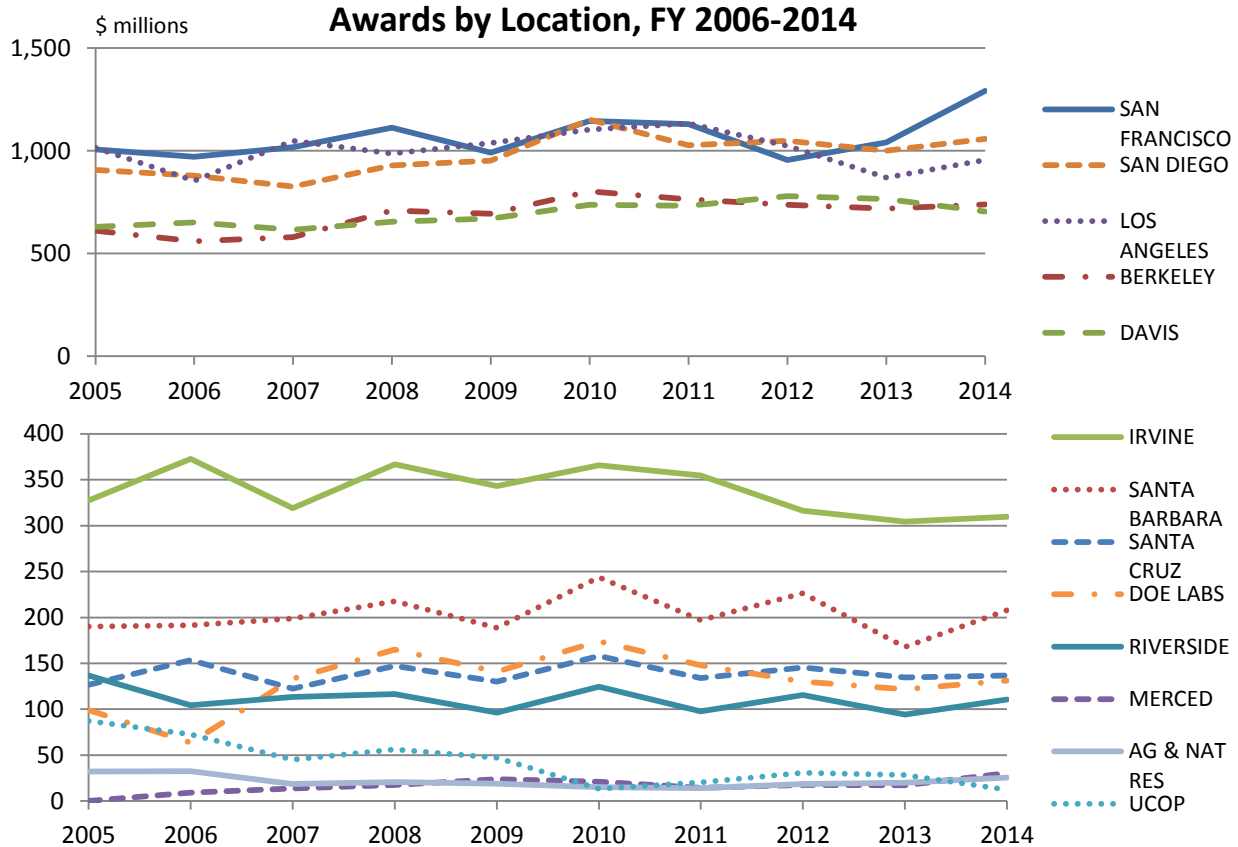 Awards by Location, FY 2006-2014
$ millions
1,500
1,000
500
0
2005 2006 2007 2008 2009 2010 2011 2012 2013 2014
SAN
FRANCISCO
SAN DIEGO
LOS
ANGELES
BERKELEY
DAVIS
400
350
300
250
200
150
100
50
0
2005 2006 2007 2008 2009 2010 2011 2012 2013 2014
IRVINE
SANTA
BARBARA
SANTA
CRUZ
DOE LABS
RIVERSIDE
MERCED
AG & NAT
RES
UCOP